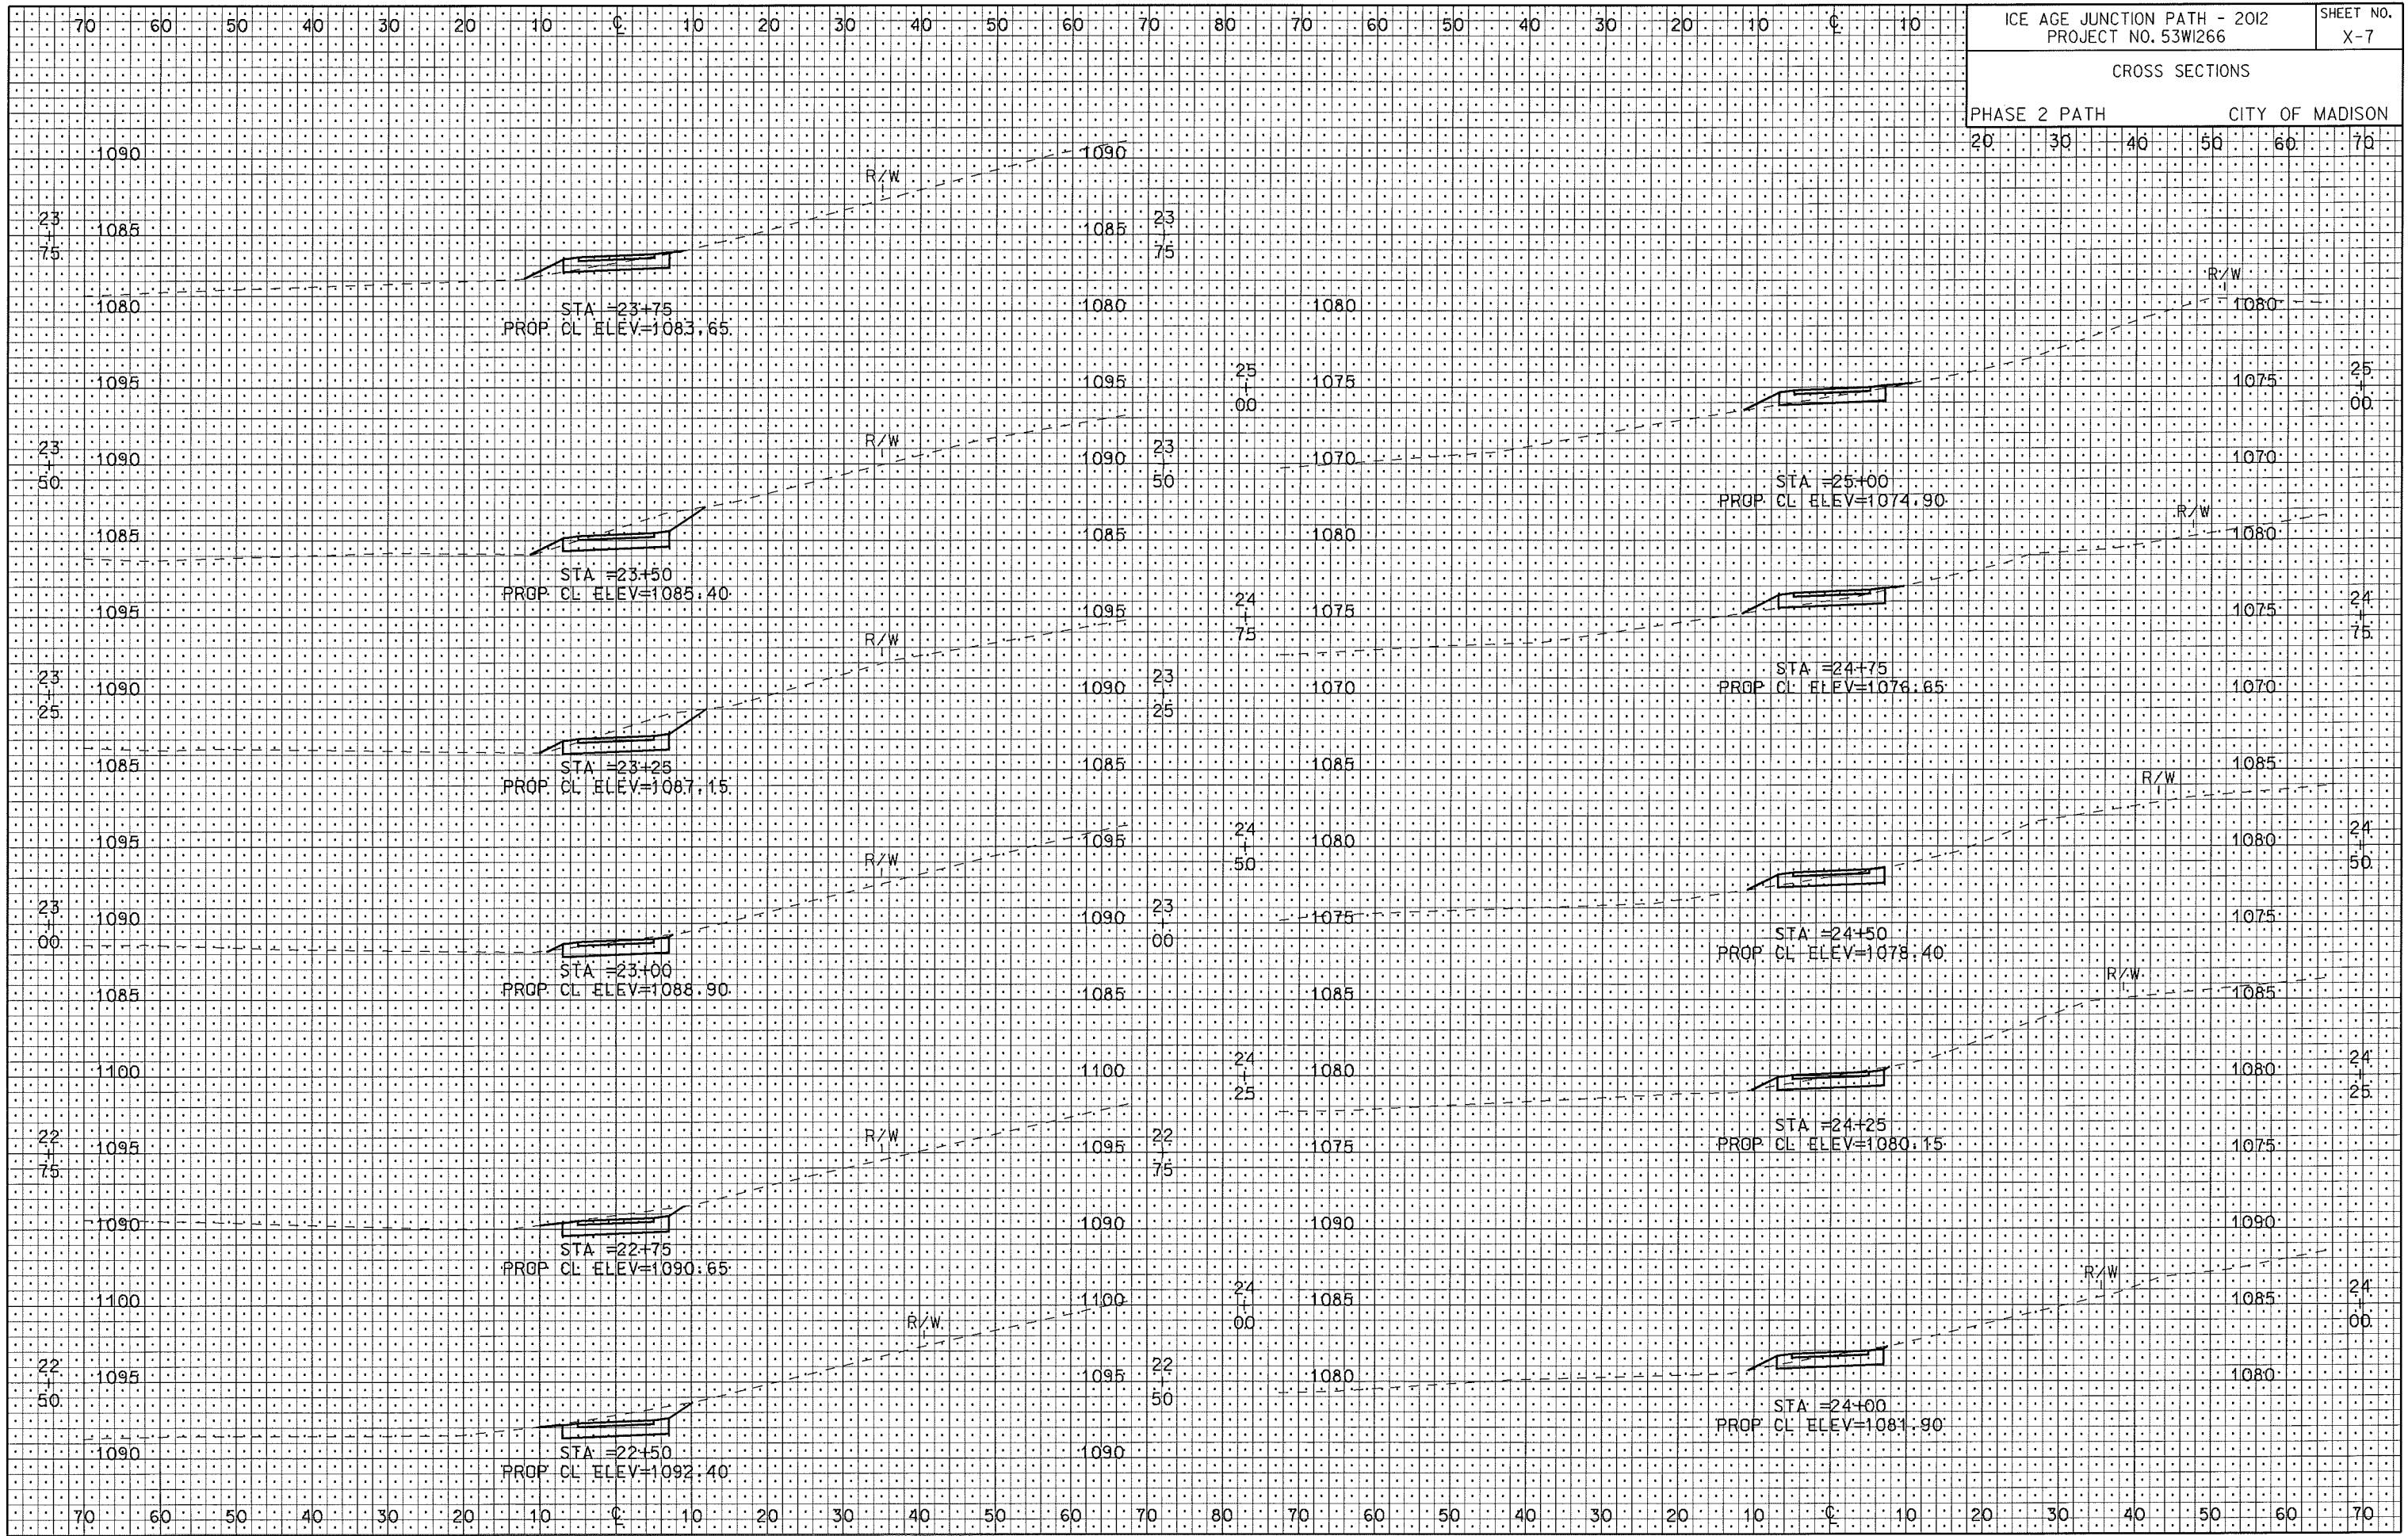 70 60 50 40 30 20 10 ℄ 10 20 30 40 50 60 70 80 70 60 50 40 30 20 10 ℄ 10
ICE AGE JUNCTION PATH - 2012
PROJECT NO. 53W1266
SHEET NO.
X-7
CROSS SECTIONS
PHASE 2 PATH CITY OF MADISON
20 30 40 50 60 70
1090 1090
R/W
23+75 1085 1085 23+75
1080 1080
STA =23+75
PROP CL ELEV=1083.65
1095 1095
R/W
23+50 1090 1090 23+50
1085 1085
STA =23+50
PROP CL ELEV=1085.40
1095 1095
R/W
23+25 1090 1090 23+25
1085 1085
STA =23+25
PROP CL ELEV=1087.15
1095 1095
R/W
23+00 1090 1090 23+00
STA =23+00
PROP CL ELEV=1088.90
1085 1085
1100 1100
R/W
22+75 1095 1095 22+75
1090 1090
STA =22+75
PROP CL ELEV=1090.65
1100 1100
R/W
22+50 1095 1095 22+50
1090 1090
STA =22+50
PROP CL ELEV=1092.40
R/W
1080 1080
25+00 1075 1075 25+00
1070 1070
STA =25+00
PROP CL ELEV=1074.90
R/W
1080 1080
24+75 1075 1075 24+75
STA =24+75
PROP CL ELEV=1076.65
1070 1070
1085 1085
R/W
24+50 1080 1080 24+50
1075 1075
STA =24+50
PROP CL ELEV=1078.40
R/W
1085 1085
24+25 1080 1080 24+25
STA =24+25
PROP CL ELEV=1080.15
1075 1075
1090 1090
R/W
24+00 1085 1085 24+00
1080 1080
STA =24+00
PROP CL ELEV=1081.90
70 60 50 40 30 20 10 ℄ 10 20 30 40 50 60 70 80 70 60 50 40 30 20 10 ℄ 10 20 30 40 50 60 70